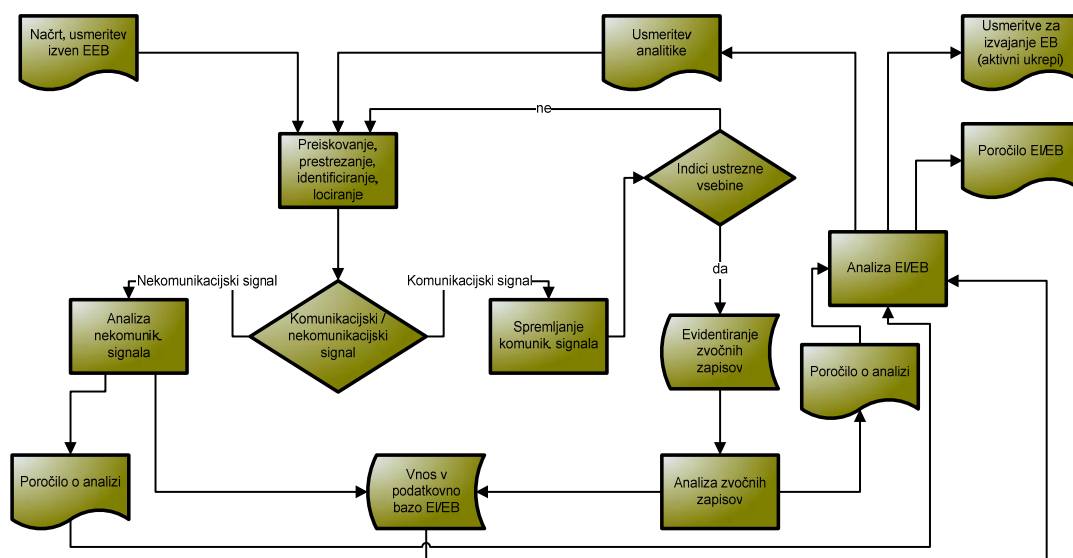 Načrt, usmeritev
izven EEB
Usmeritev
analitike
Usmeritve za
izvajanje EB
(aktivni ukrepi)
ne
Preiskovanje,
prestrezanje,
identificiranje,
lociranje
Indici ustrezne
vsebine
Poročilo EI/EB
Analiza EI/EB
da
Nekomunikacijski signal
Komunikacijski signal
Analiza
nekomunik.
signala
Komunikacijski /
nekomunikacijski
signal
Spremljanje
komunik. signala
Evidentiranje
zvočnih
zapisov
Poročilo o analizi
Poročilo o analizi
Vnos v
podatkovno
bazo EI/EB
Analiza zvočnih
zapisov